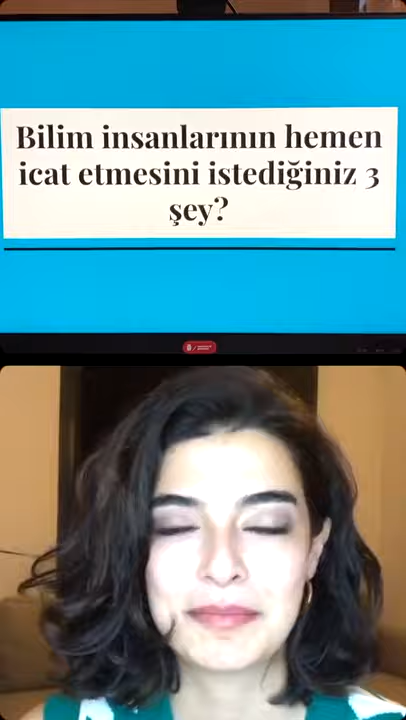 Bilim insanlarının hemen
icat etmesini istediğiniz 3
şey?